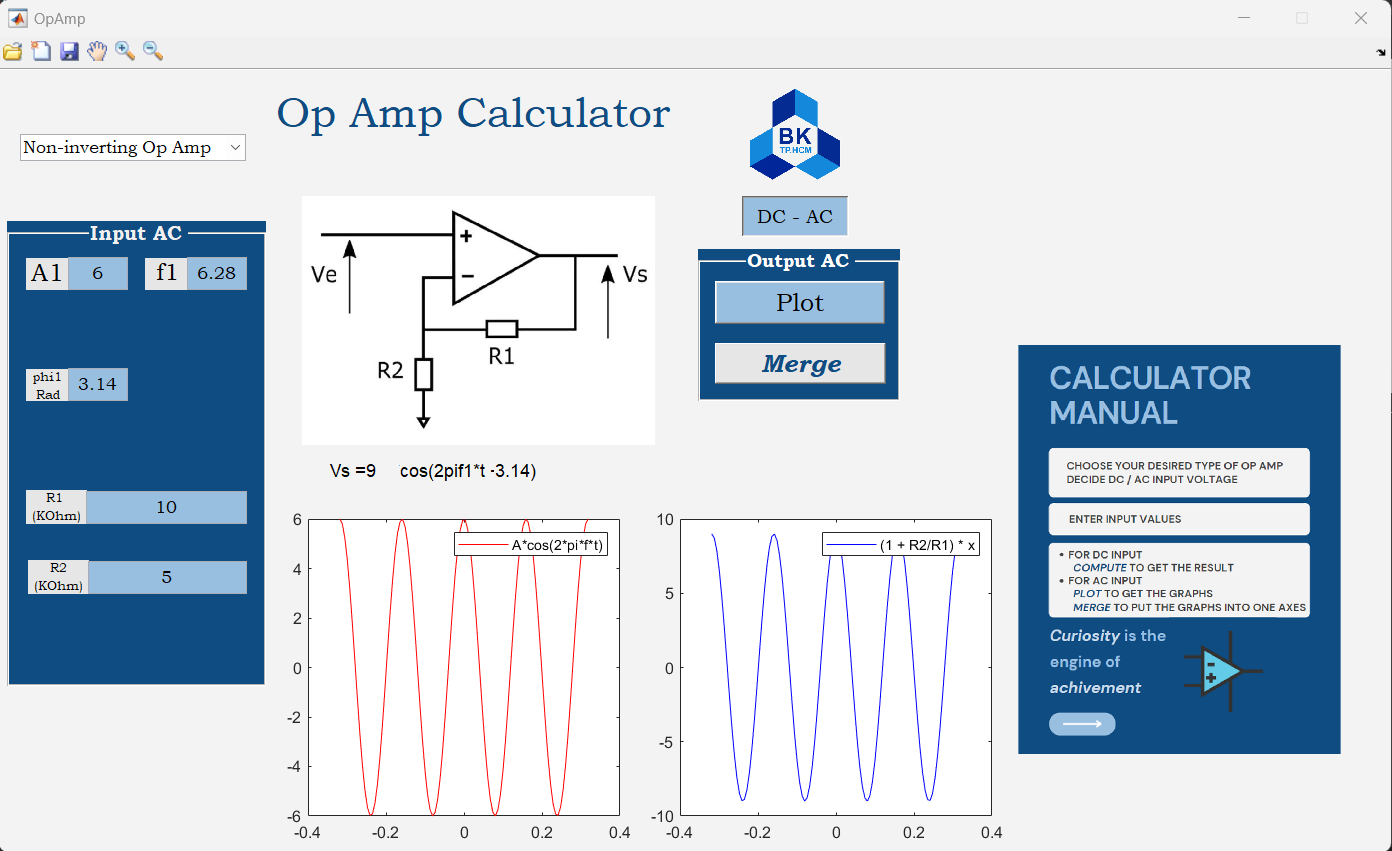 OpAmp
Op Amp Calculator
Non-inverting Op Amp
BK
TP.HCM
DC - AC
Input AC
A1 6 f1 6.28
phi1
Rad
3.14
R1
(KOhm)
10
R2
(KOhm)
5
Ve
+
-
Vs
R1
R2
Output AC
Plot
Merge
Vs =9 cos(2pif1*t -3.14)
A*cos(2*pi*f*t)
6
4
2
0
-2
-4
-6
-0.4 -0.2 0 0.2 0.4
(1 + R2/R1) * x
10
5
0
-5
-10
-0.4 -0.2 0 0.2 0.4
CALCULATOR
MANUAL
CHOOSE YOUR DESIRED TYPE OF OP AMP
DECIDE DC / AC INPUT VOLTAGE
ENTER INPUT VALUES
• FOR DC INPUT
COMPUTE TO GET THE RESULT
• FOR AC INPUT
PLOT TO GET THE GRAPHS
MERGE TO PUT THE GRAPHS INTO ONE AXES
Curiosity is the
engine of
achivement
-
+